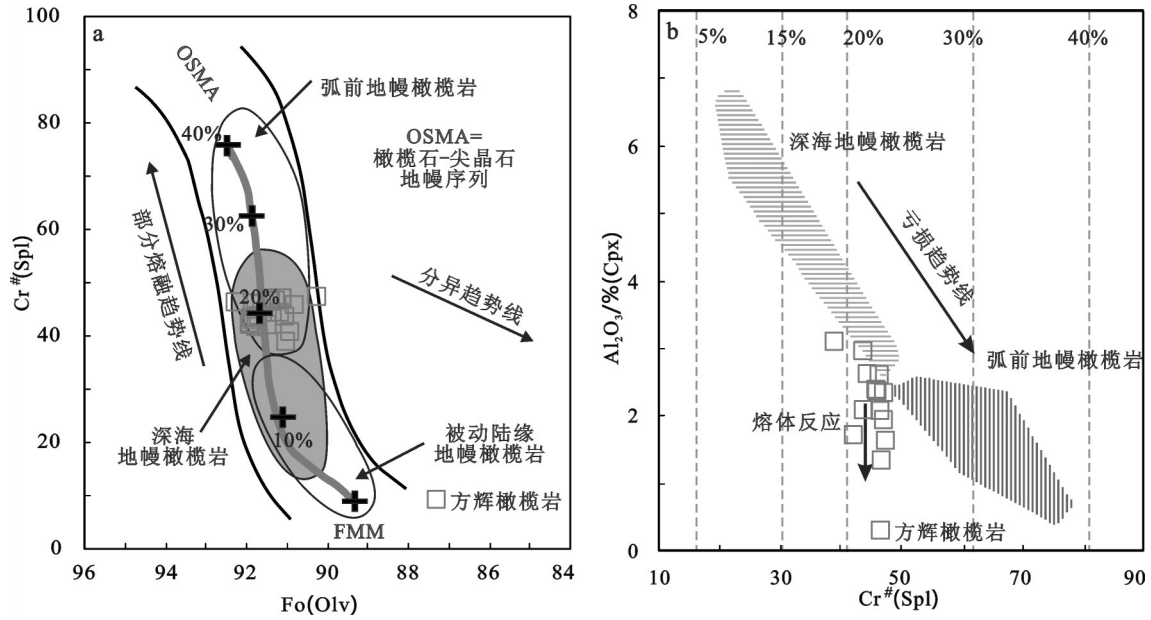 a
100
80
60
40
20
0
Cr#(Spl)
96
94
92
90
88
86
84
Fo(Olv)
OSMA
弧前地幔橄榄岩
OSMA=
橄榄石-尖晶石
地幔序列
40%
30%
20%
10%
部分熔融趋势线
分异趋势线
深海
地幔橄榄岩
被动陆缘
地幔橄榄岩
方辉橄榄岩
FMM
b
8
6
4
2
0
Al₂O₃/%(Cpx)
5%
15%
20%
30%
40%
深海地幔橄榄岩
亏损趋势线
弧前地幔橄榄岩
熔体反应
方辉橄榄岩
10
30
50
70
90
Cr#(Spl)